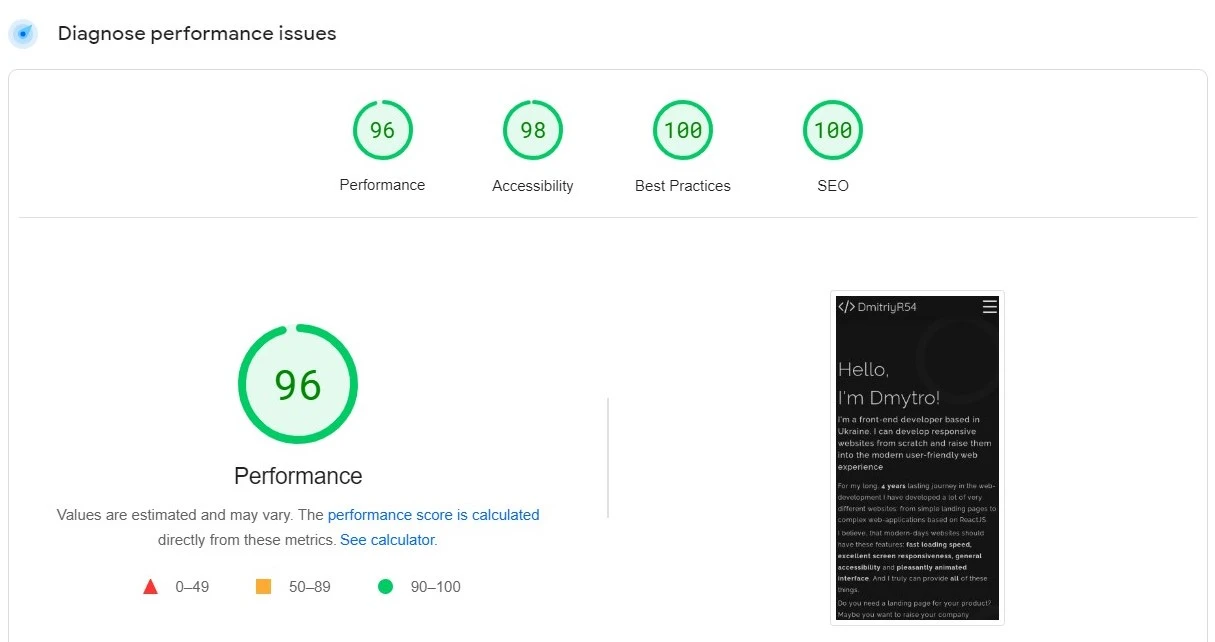 Diagnose performance issues
96
98
100
100
Performance
Accessibility
Best Practices
SEO
96
Performance
Values are estimated and may vary. The performance score is calculated
directly from these metrics. See calculator.
0–49
50–89
90–100
</> DmitriyR54
Hello,
I'm Dmytro!
I'm a front-end developer based in
Ukraine. I can develop responsive
websites from scratch and raise them
into the modern user-friendly web
experience
For my long, 4 years lasting journey in the web-
development I have developed a lot of very
different websites: from simple landing pages to
complex web-applications based on ReactJS.
I believe, that modern-days websites should
have these features: fast loading speed,
excellent screen responsiveness, general
accessibility and pleasantly animated
interface. And I truly can provide all of these
things.
Do you need a landing page for your product?
Maybe you want to raise your company